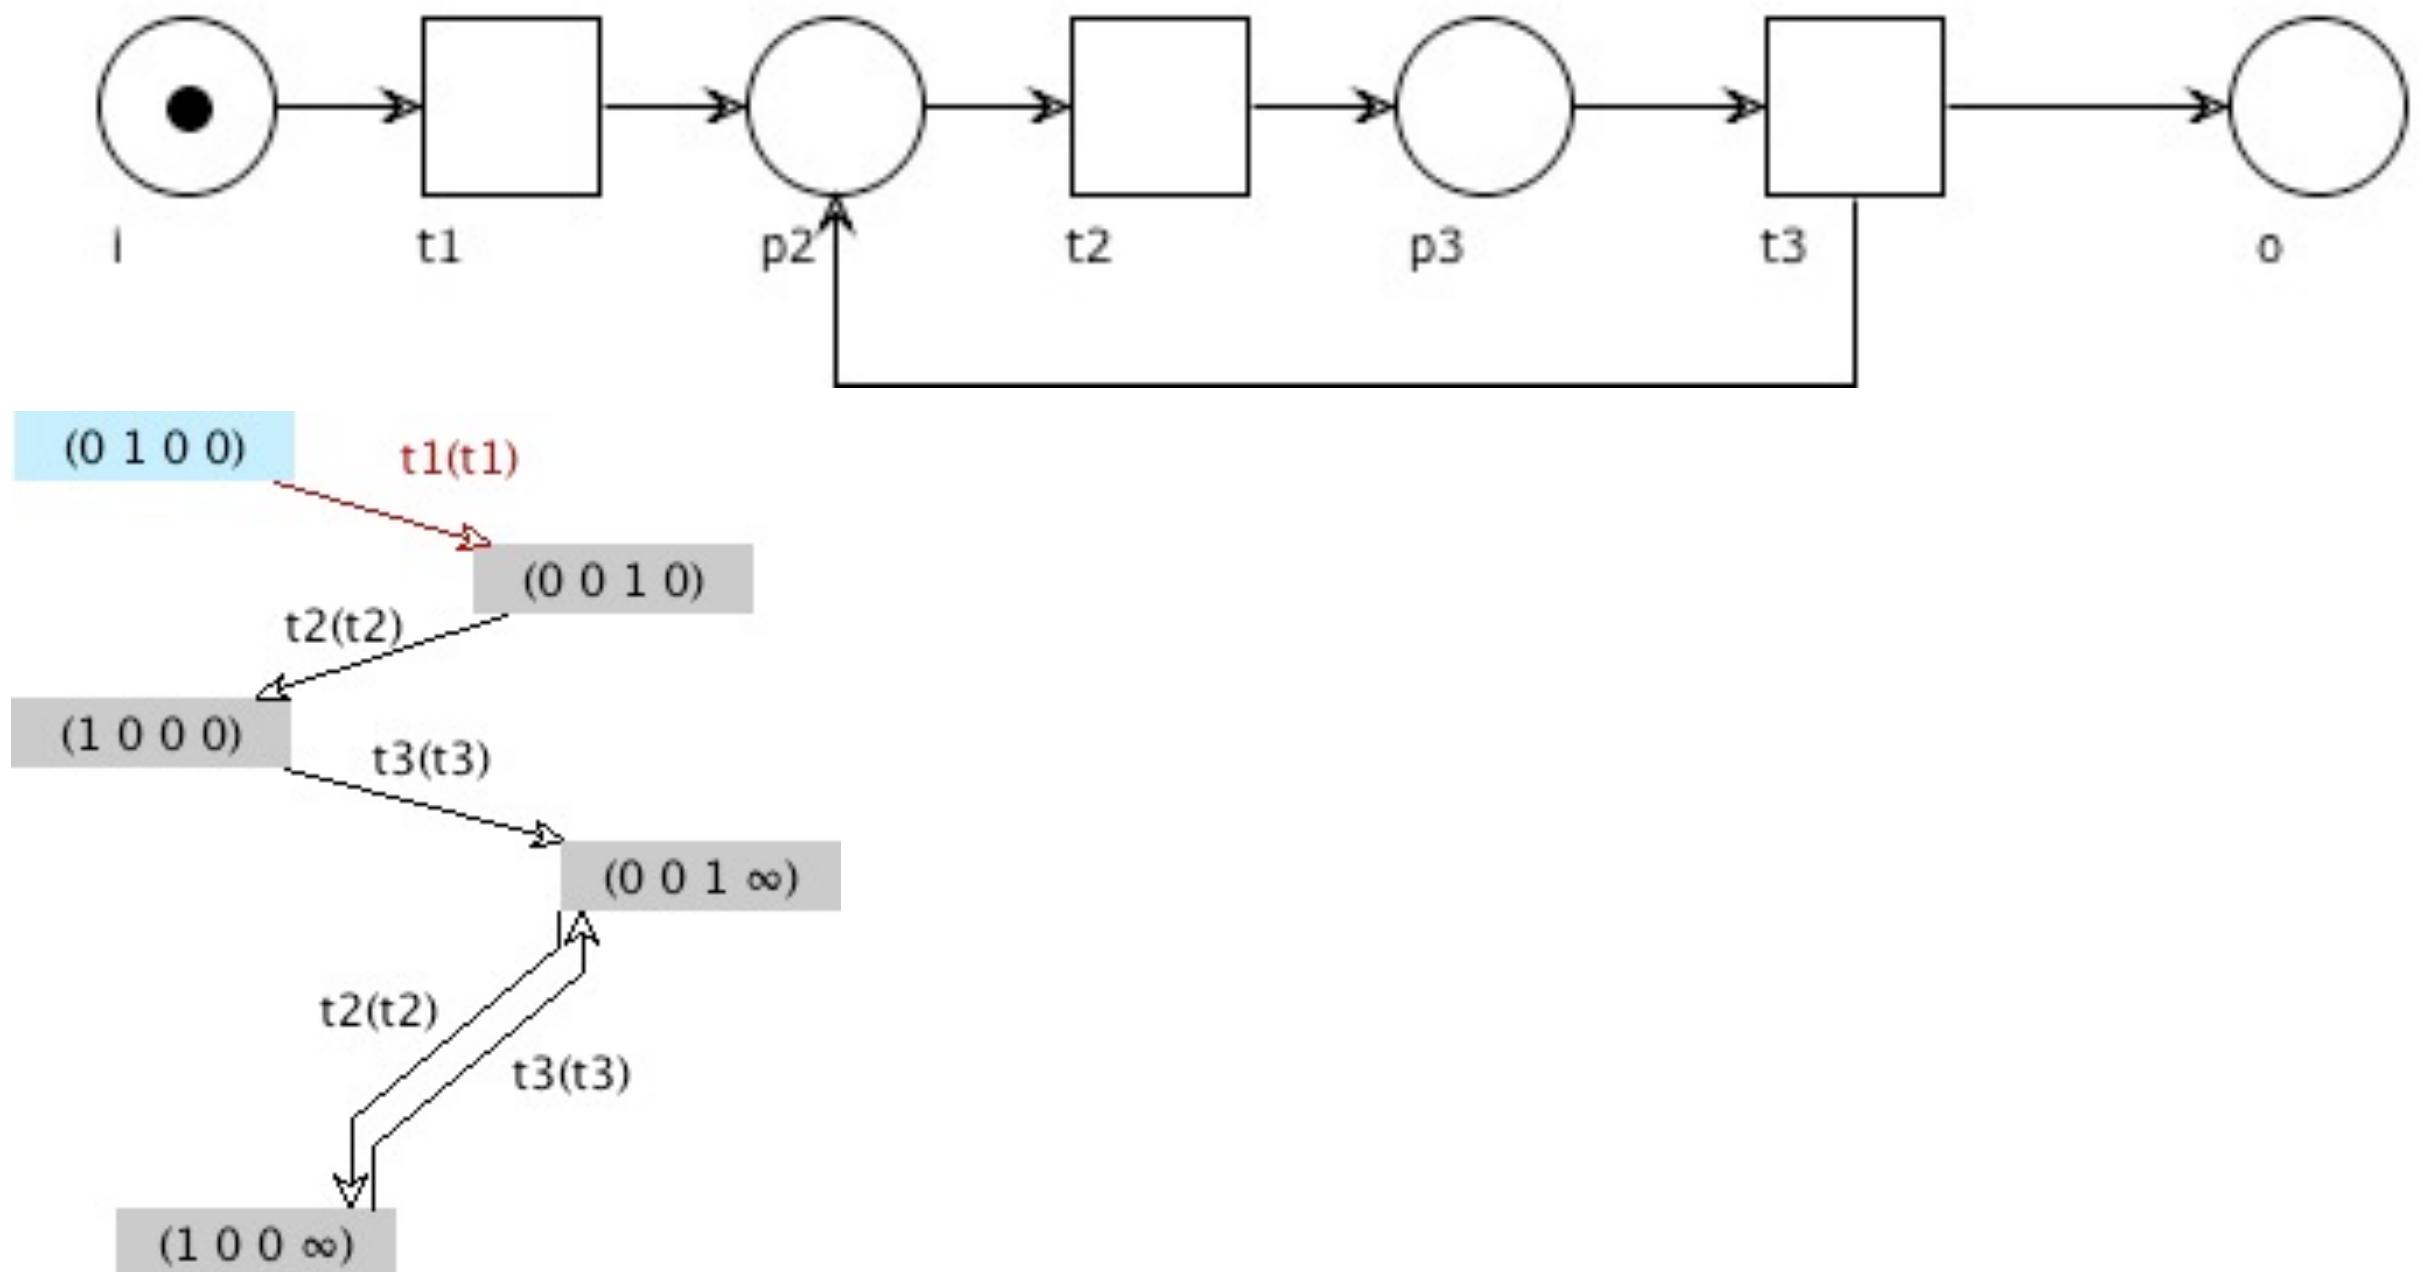 i t1 p2 t2 p3 t3 o
(0 1 0 0)
t1(t1)
(0 0 1 0)
t2(t2)
(1 0 0 0)
t3(t3)
(0 0 1 ∞)
t2(t2)
t3(t3)
(1 0 0 ∞)